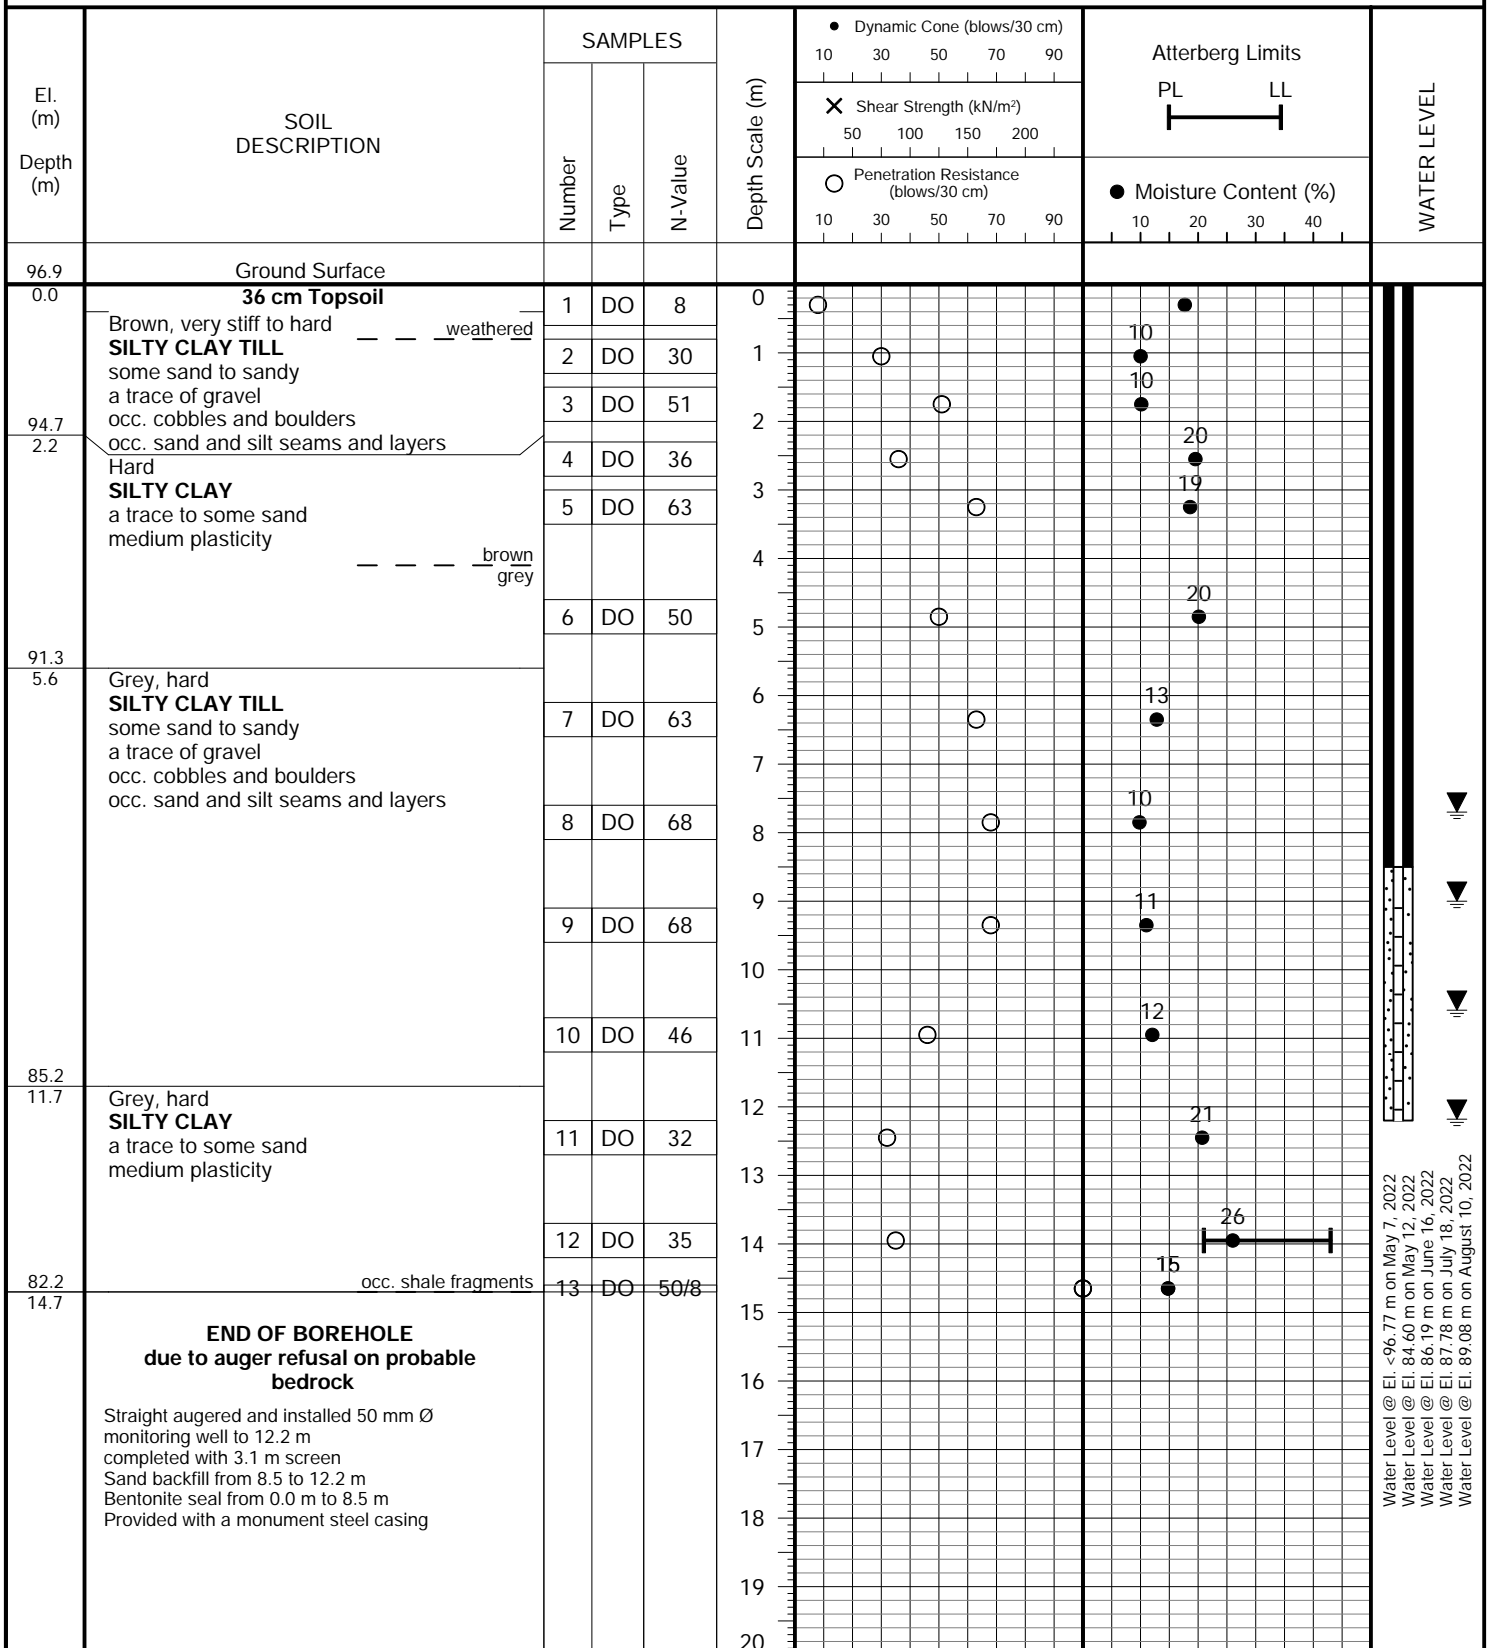 El.
(m)
Depth
(m)
SOIL
DESCRIPTION
SAMPLES
Number
Type
N-Value
Depth Scale (m)
Dynamic Cone (blows/30 cm)
10 30 50 70 90
Shear Strength (kN/m²)
50 100 150 200
Penetration Resistance
(blows/30 cm)
10 30 50 70 90
Atterberg Limits
PL LL
Moisture Content (%)
10 20 30 40
WATER LEVEL
96.9 Ground Surface
0.0 36 cm Topsoil
1 DO 8
0
Brown, very stiff to hard weathered
SILTY CLAY TILL
some sand to sandy
a trace of gravel
occ. cobbles and boulders
occ. sand and silt seams and layers
10
2 DO 30
1
10
3 DO 51
2
94.7
2.2
Hard
SILTY CLAY
a trace to some sand
medium plasticity
brown
grey
20
4 DO 36
3
19
5 DO 63
4
20
6 DO 50
5
91.3
5.6
Grey, hard
SILTY CLAY TILL
some sand to sandy
a trace of gravel
occ. cobbles and boulders
occ. sand and silt seams and layers
6
13
7 DO 63
7
10
8 DO 68
8
9
11
9 DO 68
10
12
10 DO 46
11
85.2
11.7
Grey, hard
SILTY CLAY
a trace to some sand
medium plasticity
12
21
11 DO 32
13
26
12 DO 35
14
15
82.2 occ. shale fragments
13 DO 50/8
14.7
15
END OF BOREHOLE
due to auger refusal on probable
bedrock
Straight augered and installed 50 mm Ø
monitoring well to 12.2 m
completed with 3.1 m screen
Sand backfill from 8.5 to 12.2 m
Bentonite seal from 0.0 m to 8.5 m
Provided with a monument steel casing
16
17
18
19
20
Water Level @ El. <96.77 m on May 7, 2022
Water Level @ El. 84.60 m on May 12, 2022
Water Level @ El. 86.19 m on June 16, 2022
Water Level @ El. 87.78 m on July 18, 2022
Water Level @ El. 89.08 m on August 10, 2022